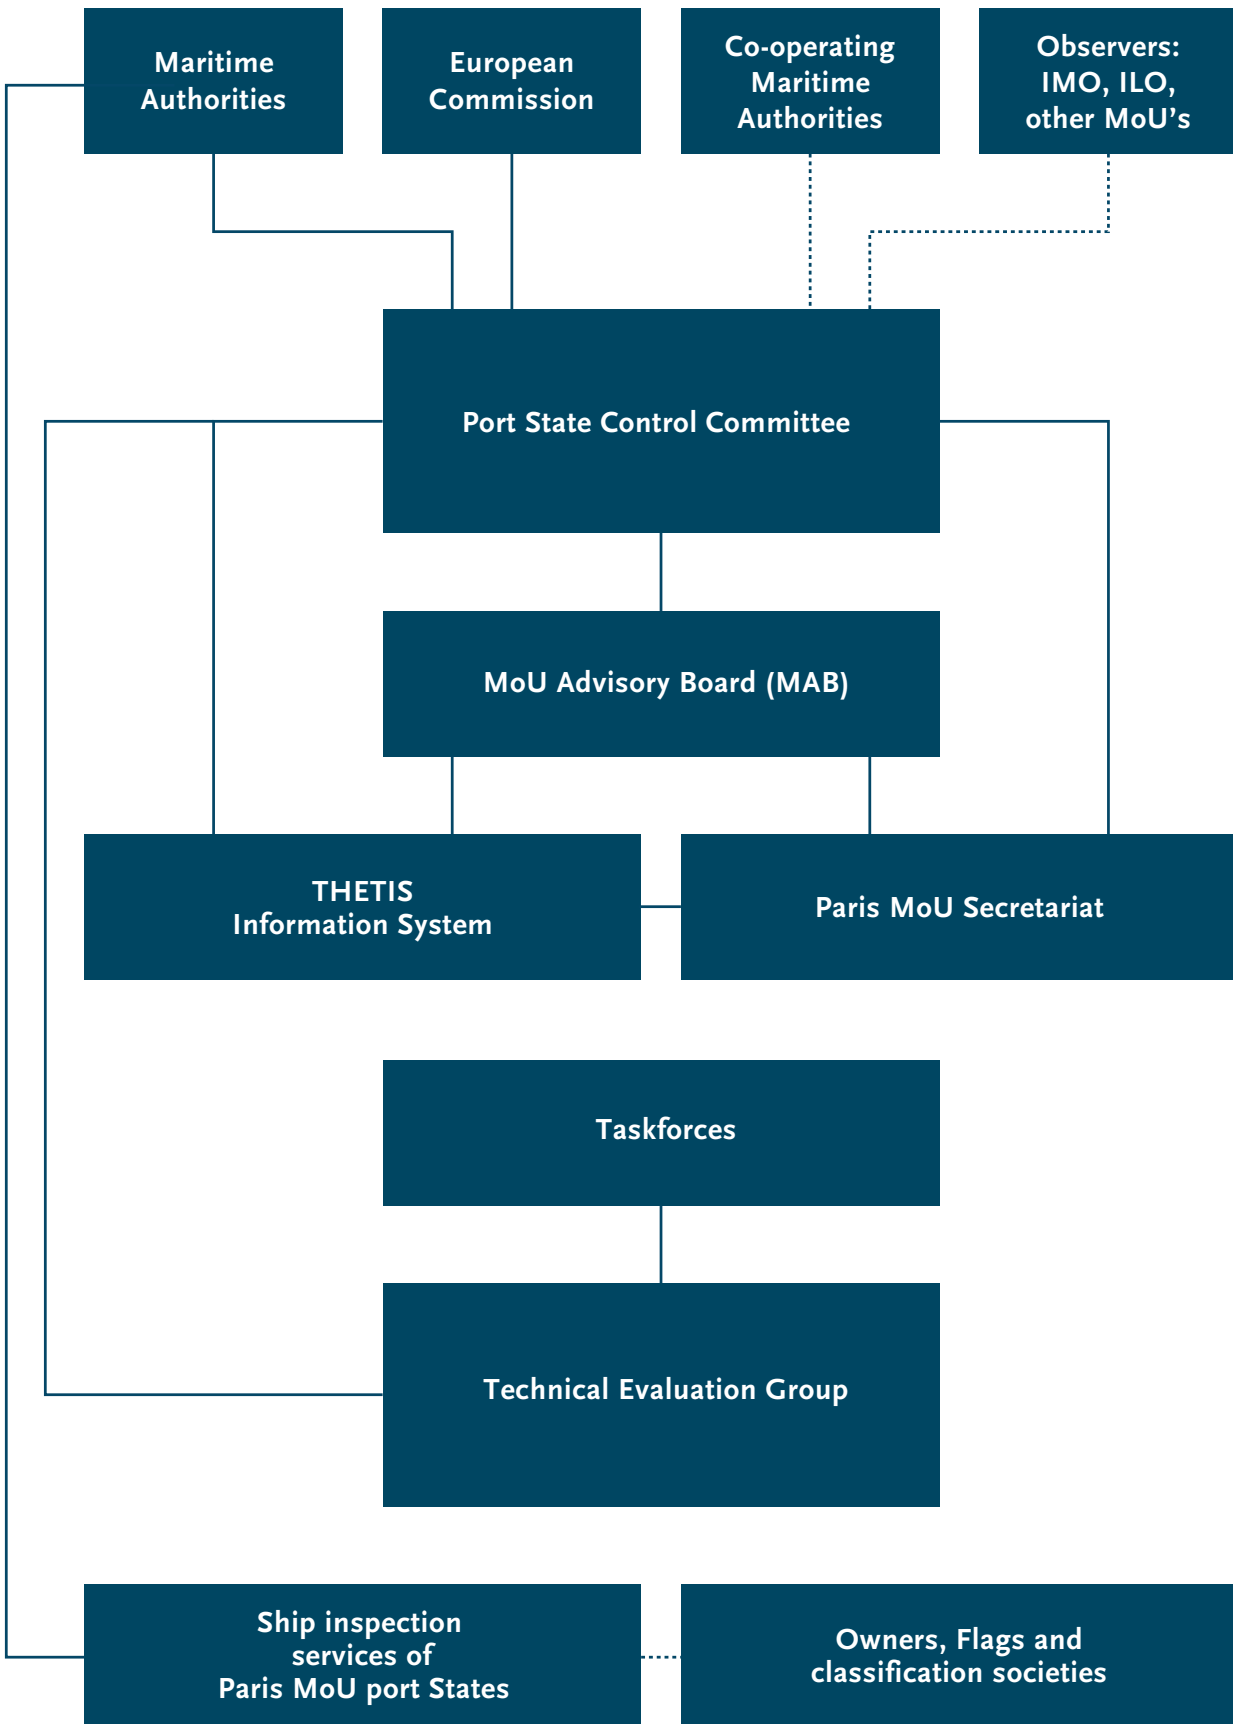 Maritime
Authorities
European
Commission
Co-operating
Maritime
Authorities
Observers:
IMO, ILO,
other MoU’s
Port State Control Committee
MoU Advisory Board (MAB)
THETIS
Information System
Paris MoU Secretariat
Taskforces
Technical Evaluation Group
Ship inspection
services of
Paris MoU port States
Owners, Flags and
classification societies